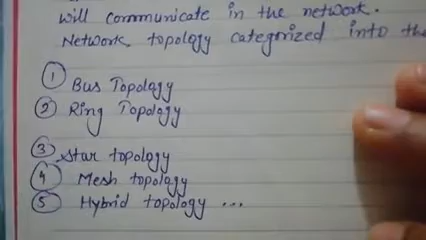 will communicate in the network.
Network topology categorized into the
① Bus Topology
② Ring Topology
③ Star topology
④ Mesh topology
⑤ Hybrid topology ...